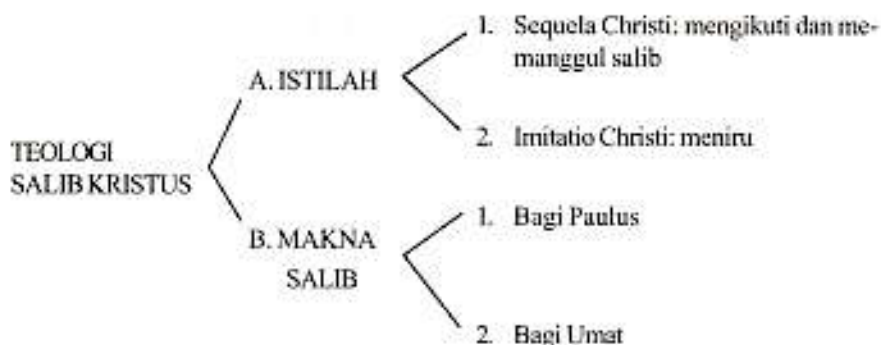 TEOLOGI
SALIB KRISTUS
A. ISTILAH
1. Sequela Christi: mengikuti dan me-
manggul salib
2. Imitatio Christi: meniru
B. MAKNA
SALIB
1. Bagi Paulus
2. Bagi Umat